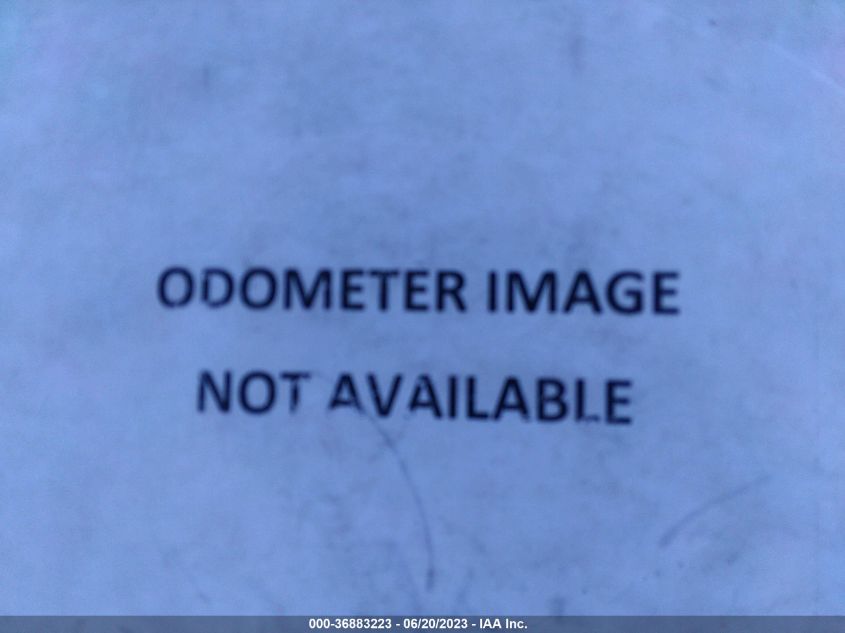 ODOMETER IMAGE
NOT AVAILABLE
000-36883223 - 06/20/2023 - IAA Inc.